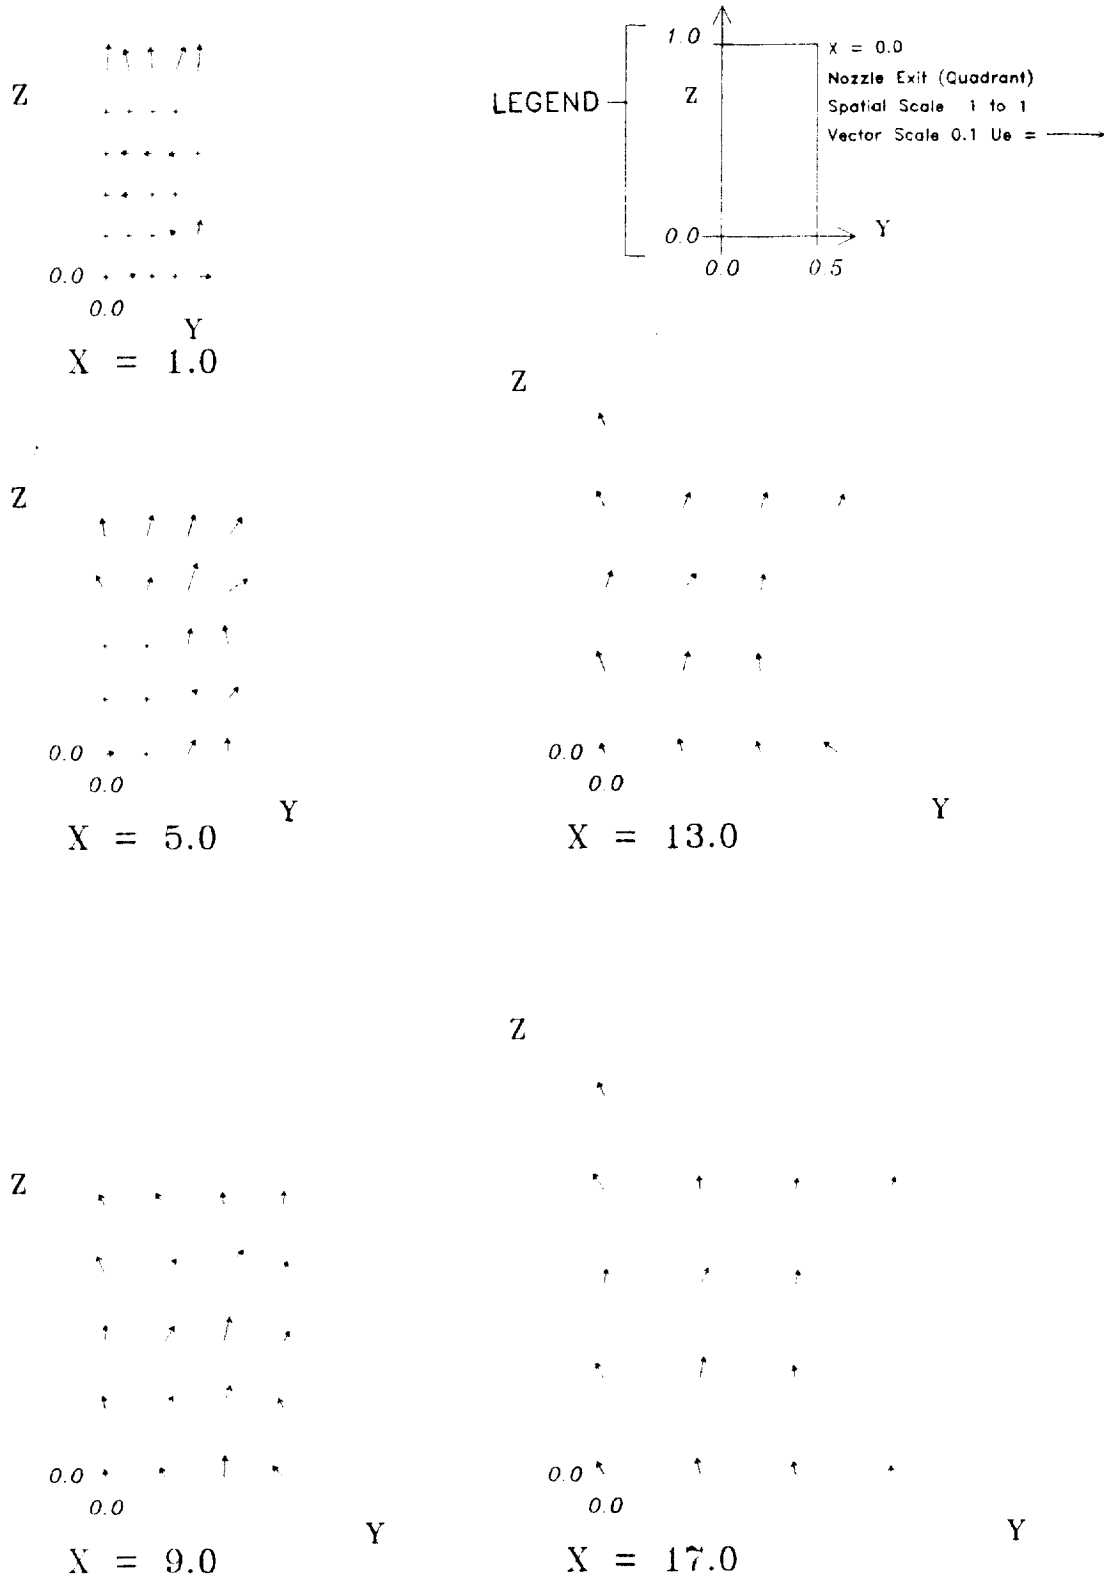 Z
0.0
0.0
Y
X = 1.0
LEGEND
1.0
Z
0.0
0.0
0.5
Y
X = 0.0
Nozzle Exit (Quadrant)
Spatial Scale 1 to 1
Vector Scale 0.1 Ue =
Z
0.0
0.0
Y
X = 5.0
Z
0.0
0.0
Y
X = 13.0
Z
0.0
0.0
Y
X = 9.0
Z
0.0
0.0
Y
X = 17.0